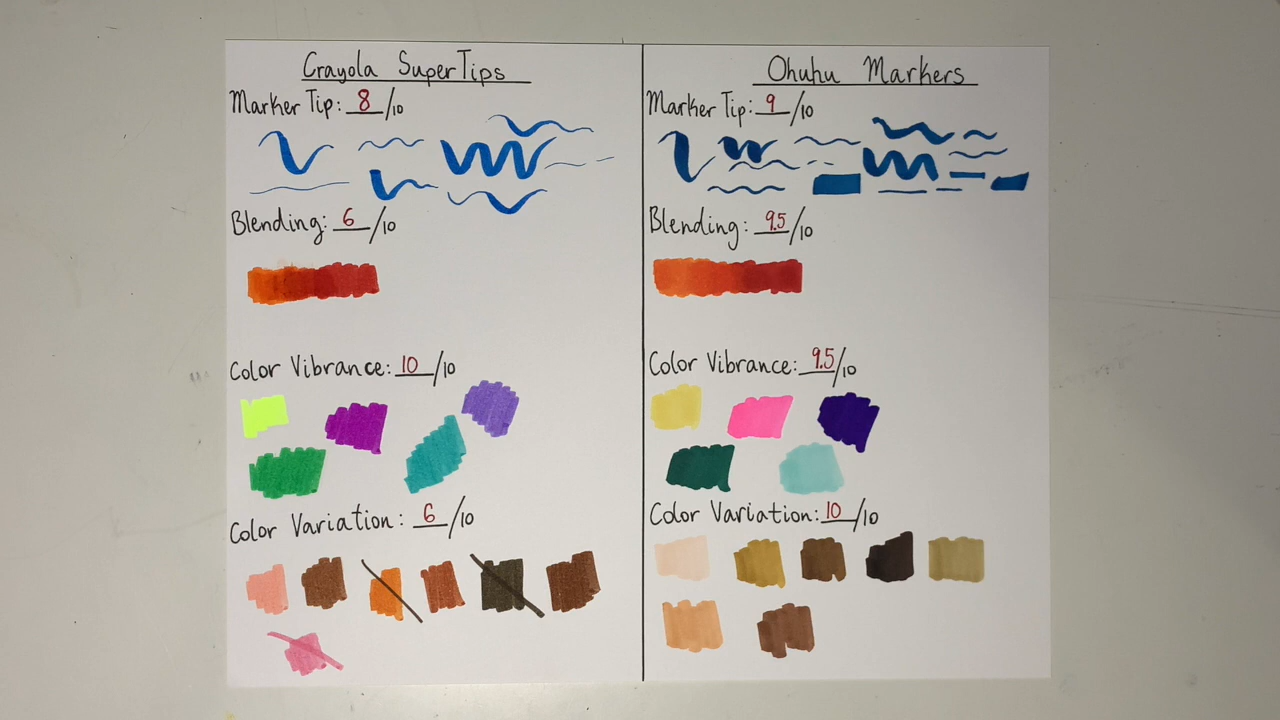 Crayola SuperTips
Marker Tip: 8/10
Blending: 6/10
Color Vibrance: 10/10
Color Variation: 6/10
Ohuhu Markers
Marker Tip: 9/10
Blending: 9.5/10
Color Vibrance: 9.5/10
Color Variation: 10/10